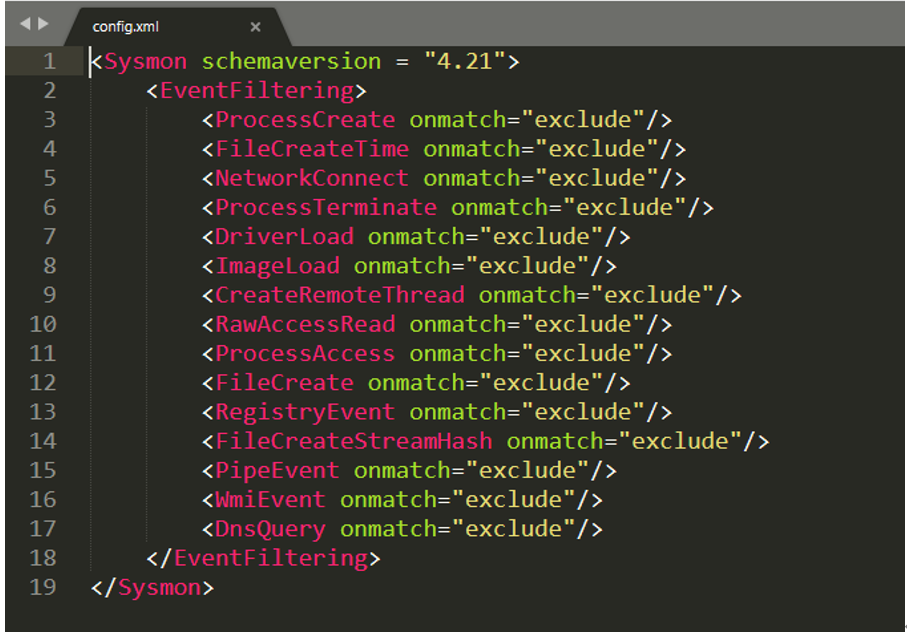 config.xml ×
1 <Sysmon schemaversion = "4.21">
2 <EventFiltering>
3 <ProcessCreate onmatch="exclude"/>
4 <FileCreateTime onmatch="exclude"/>
5 <NetworkConnect onmatch="exclude"/>
6 <ProcessTerminate onmatch="exclude"/>
7 <DriverLoad onmatch="exclude"/>
8 <ImageLoad onmatch="exclude"/>
9 <CreateRemoteThread onmatch="exclude"/>
10 <RawAccessRead onmatch="exclude"/>
11 <ProcessAccess onmatch="exclude"/>
12 <FileCreate onmatch="exclude"/>
13 <RegistryEvent onmatch="exclude"/>
14 <FileCreateStreamHash onmatch="exclude"/>
15 <PipeEvent onmatch="exclude"/>
16 <WmiEvent onmatch="exclude"/>
17 <DnsQuery onmatch="exclude"/>
18 </EventFiltering>
19 </Sysmon>